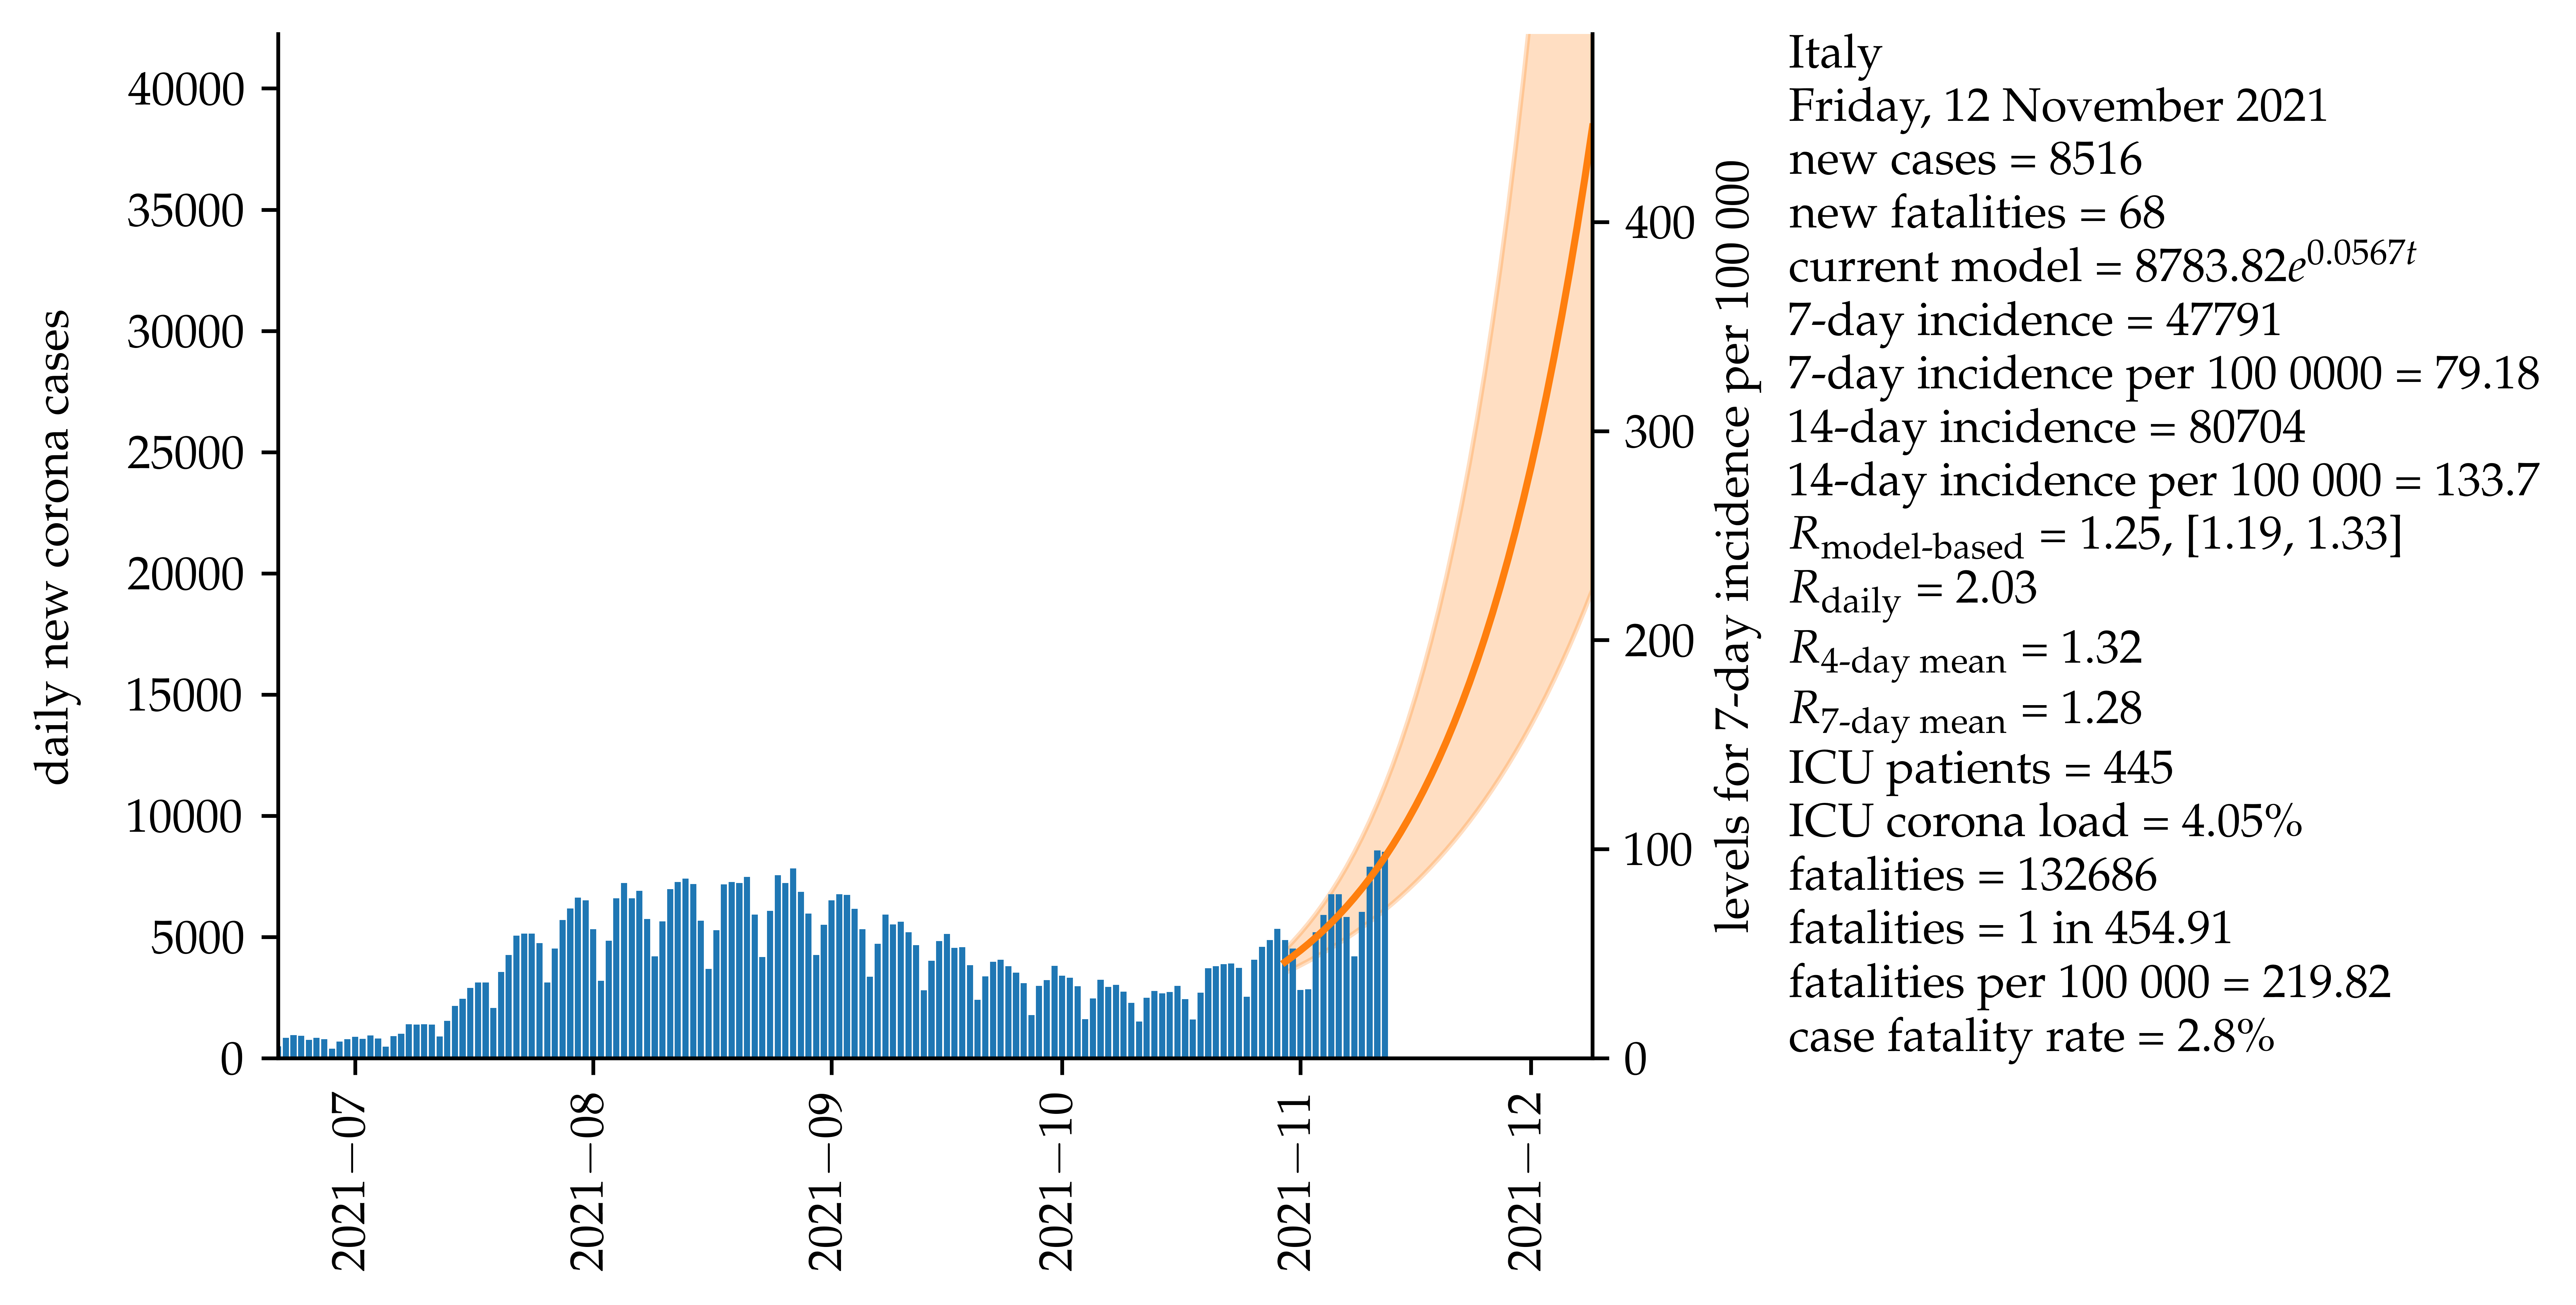 daily new corona cases
40000
35000
30000
25000
20000
15000
10000
5000
0
2021−07
2021−08
2021−09
2021−10
2021−11
2021−12
400
300
200
100
0
levels for 7-day incidence per 100 000
Italy
Friday, 12 November 2021
new cases = 8516
new fatalities = 68
current model = 8783.82e^0.0567t
7-day incidence = 47791
7-day incidence per 100 0000 = 79.18
14-day incidence = 80704
14-day incidence per 100 000 = 133.7
R model-based = 1.25, [1.19, 1.33]
R daily = 2.03
R 4-day mean = 1.32
R 7-day mean = 1.28
ICU patients = 445
ICU corona load = 4.05%
fatalities = 132686
fatalities = 1 in 454.91
fatalities per 100 000 = 219.82
case fatality rate = 2.8%